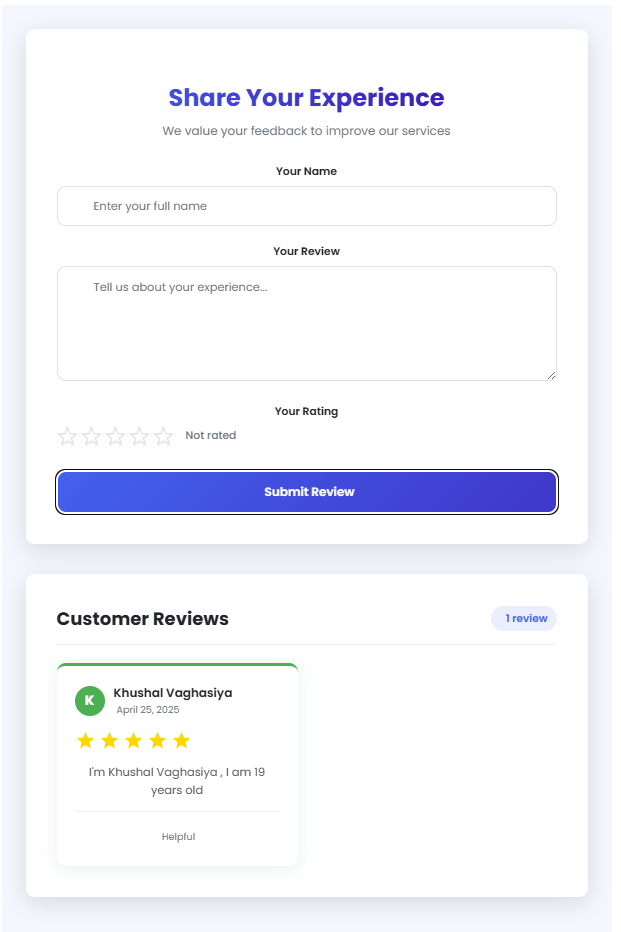 Share Your Experience
We value your feedback to improve our services
Your Name
Enter your full name
Your Review
Tell us about your experience...
Your Rating
Not rated
Submit Review
Customer Reviews
1 review
K
Khushal Vaghasiya
April 25, 2025
I'm Khushal Vaghasiya , I am 19
years old
Helpful